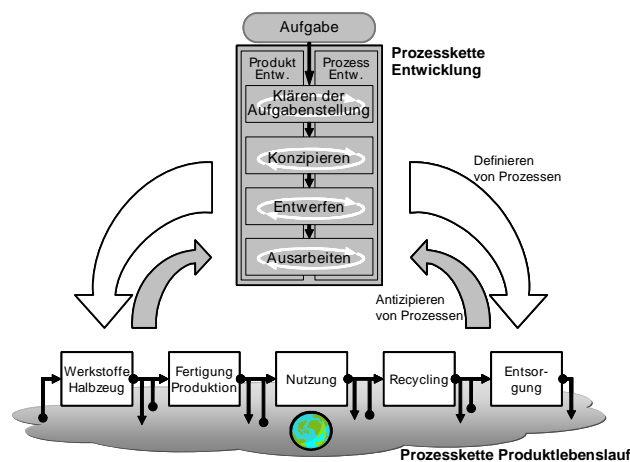 Aufgabe
Prozesskette
Entwicklung
Produkt
Entw.
Prozess
Entw.
Klären der
Aufgabenstellung
Konzipieren
Entwerfen
Ausarbeiten
Definieren
von Prozessen
Antizipieren
von Prozessen
Werkstoffe
Halbzeug
Fertigung
Produktion
Nutzung
Recycling
Entsor-
gung
Prozesskette Produktlebenslauf